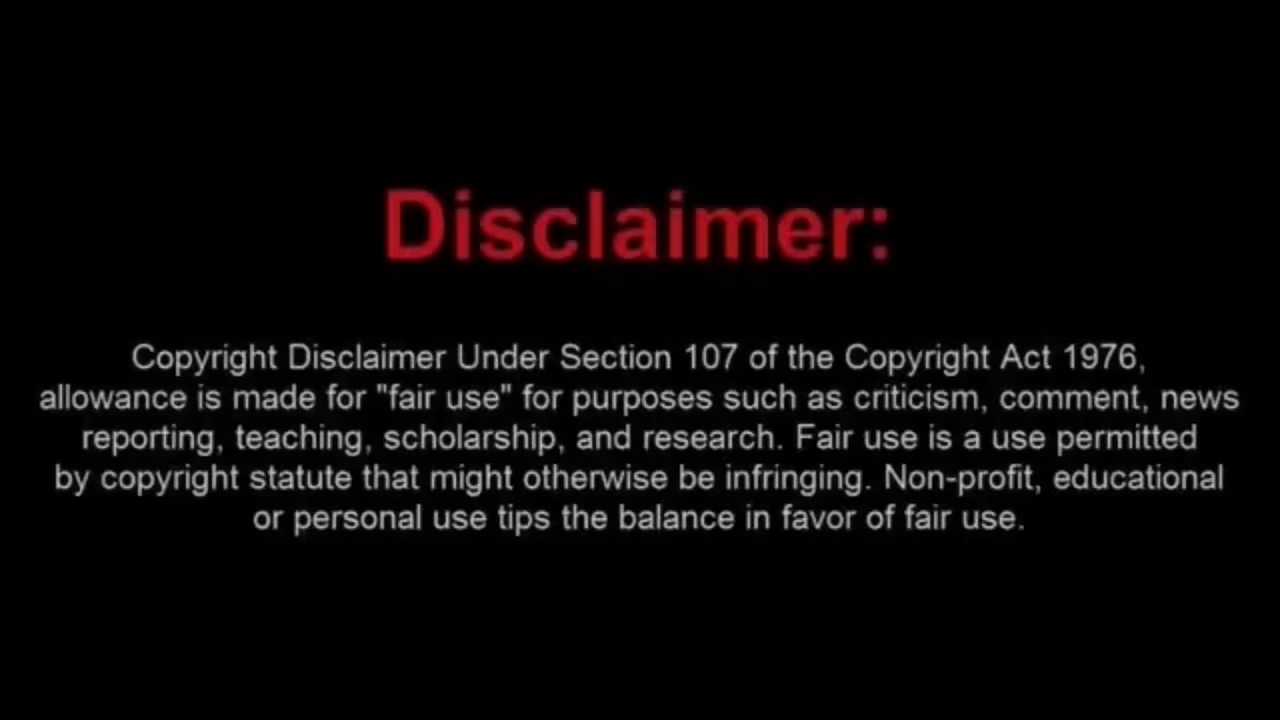 Disclaimer:
Copyright Disclaimer Under Section 107 of the Copyright Act 1976,
allowance is made for "fair use" for purposes such as criticism, comment, news
reporting, teaching, scholarship, and research. Fair use is a use permitted
by copyright statute that might otherwise be infringing. Non-profit, educational
or personal use tips the balance in favor of fair use.